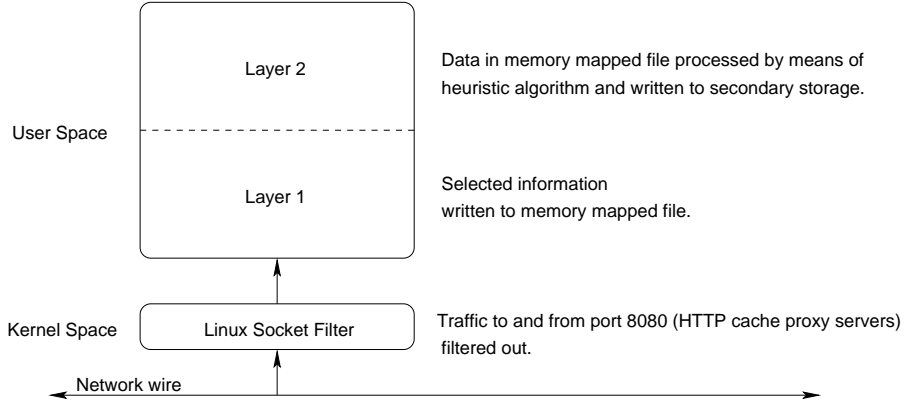 Layer 2
Data in memory mapped file processed by means of
heuristic algorithm and written to secondary storage.
User Space
Layer 1
Selected information
written to memory mapped file.
Kernel Space
Linux Socket Filter
Traffic to and from port 8080 (HTTP cache proxy servers)
filtered out.
Network wire